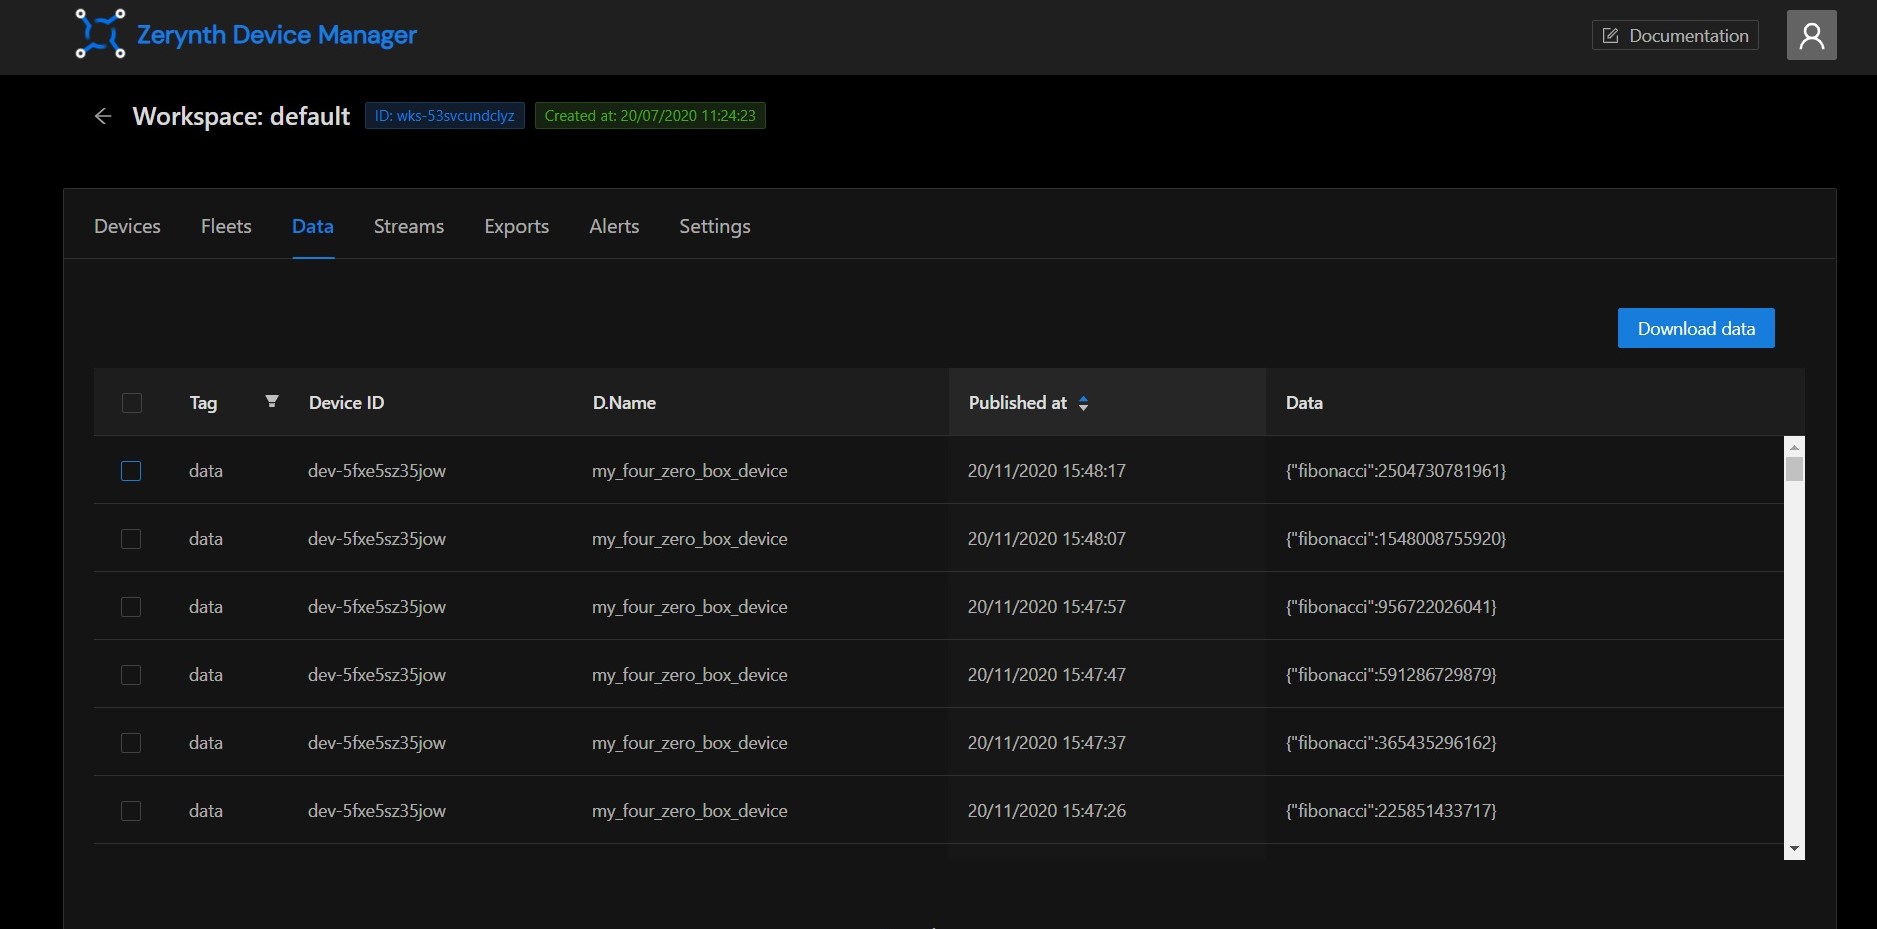 Zerynth Device Manager Documentation
Workspace: default ID: wks-53svcundclyz Created at: 20/07/2020 11:24:23
Devices Fleets Data Streams Exports Alerts Settings
Download data
Tag Device ID D.Name Published at Data
data dev-5fxe5sz35jow my_four_zero_box_device 20/11/2020 15:48:17 {"fibonacci":2504730781961}
data dev-5fxe5sz35jow my_four_zero_box_device 20/11/2020 15:48:07 {"fibonacci":1548008755920}
data dev-5fxe5sz35jow my_four_zero_box_device 20/11/2020 15:47:57 {"fibonacci":956722026041}
data dev-5fxe5sz35jow my_four_zero_box_device 20/11/2020 15:47:47 {"fibonacci":591286729879}
data dev-5fxe5sz35jow my_four_zero_box_device 20/11/2020 15:47:37 {"fibonacci":365435296162}
data dev-5fxe5sz35jow my_four_zero_box_device 20/11/2020 15:47:26 {"fibonacci":225851433717}